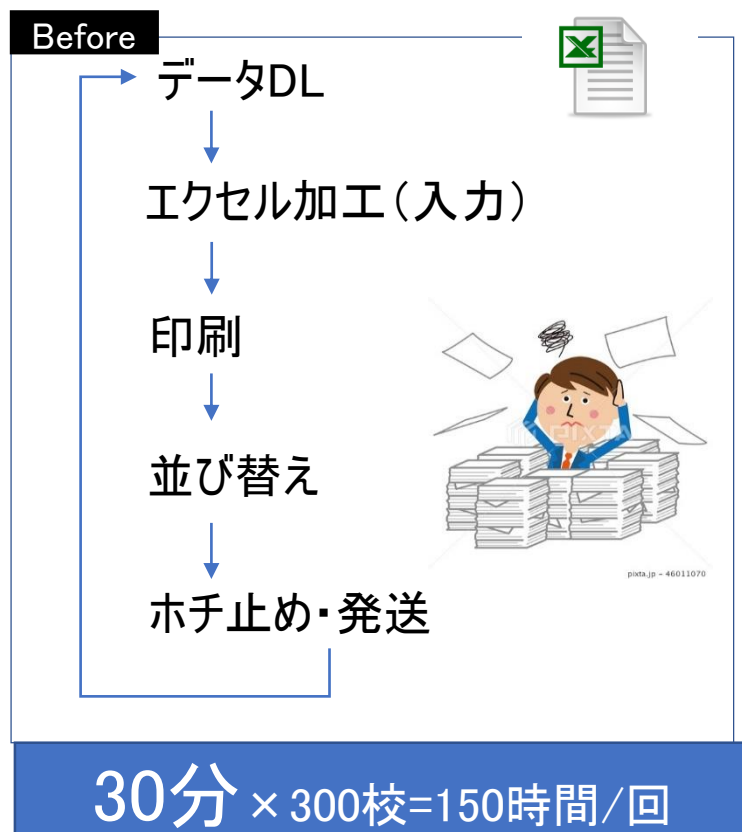 Before
データDL
エクセル加工(入力)
印刷
並び替え
ホチ止め・発送
PIXTA
pixta.jp - 46011070
30分×300校=150時間/回